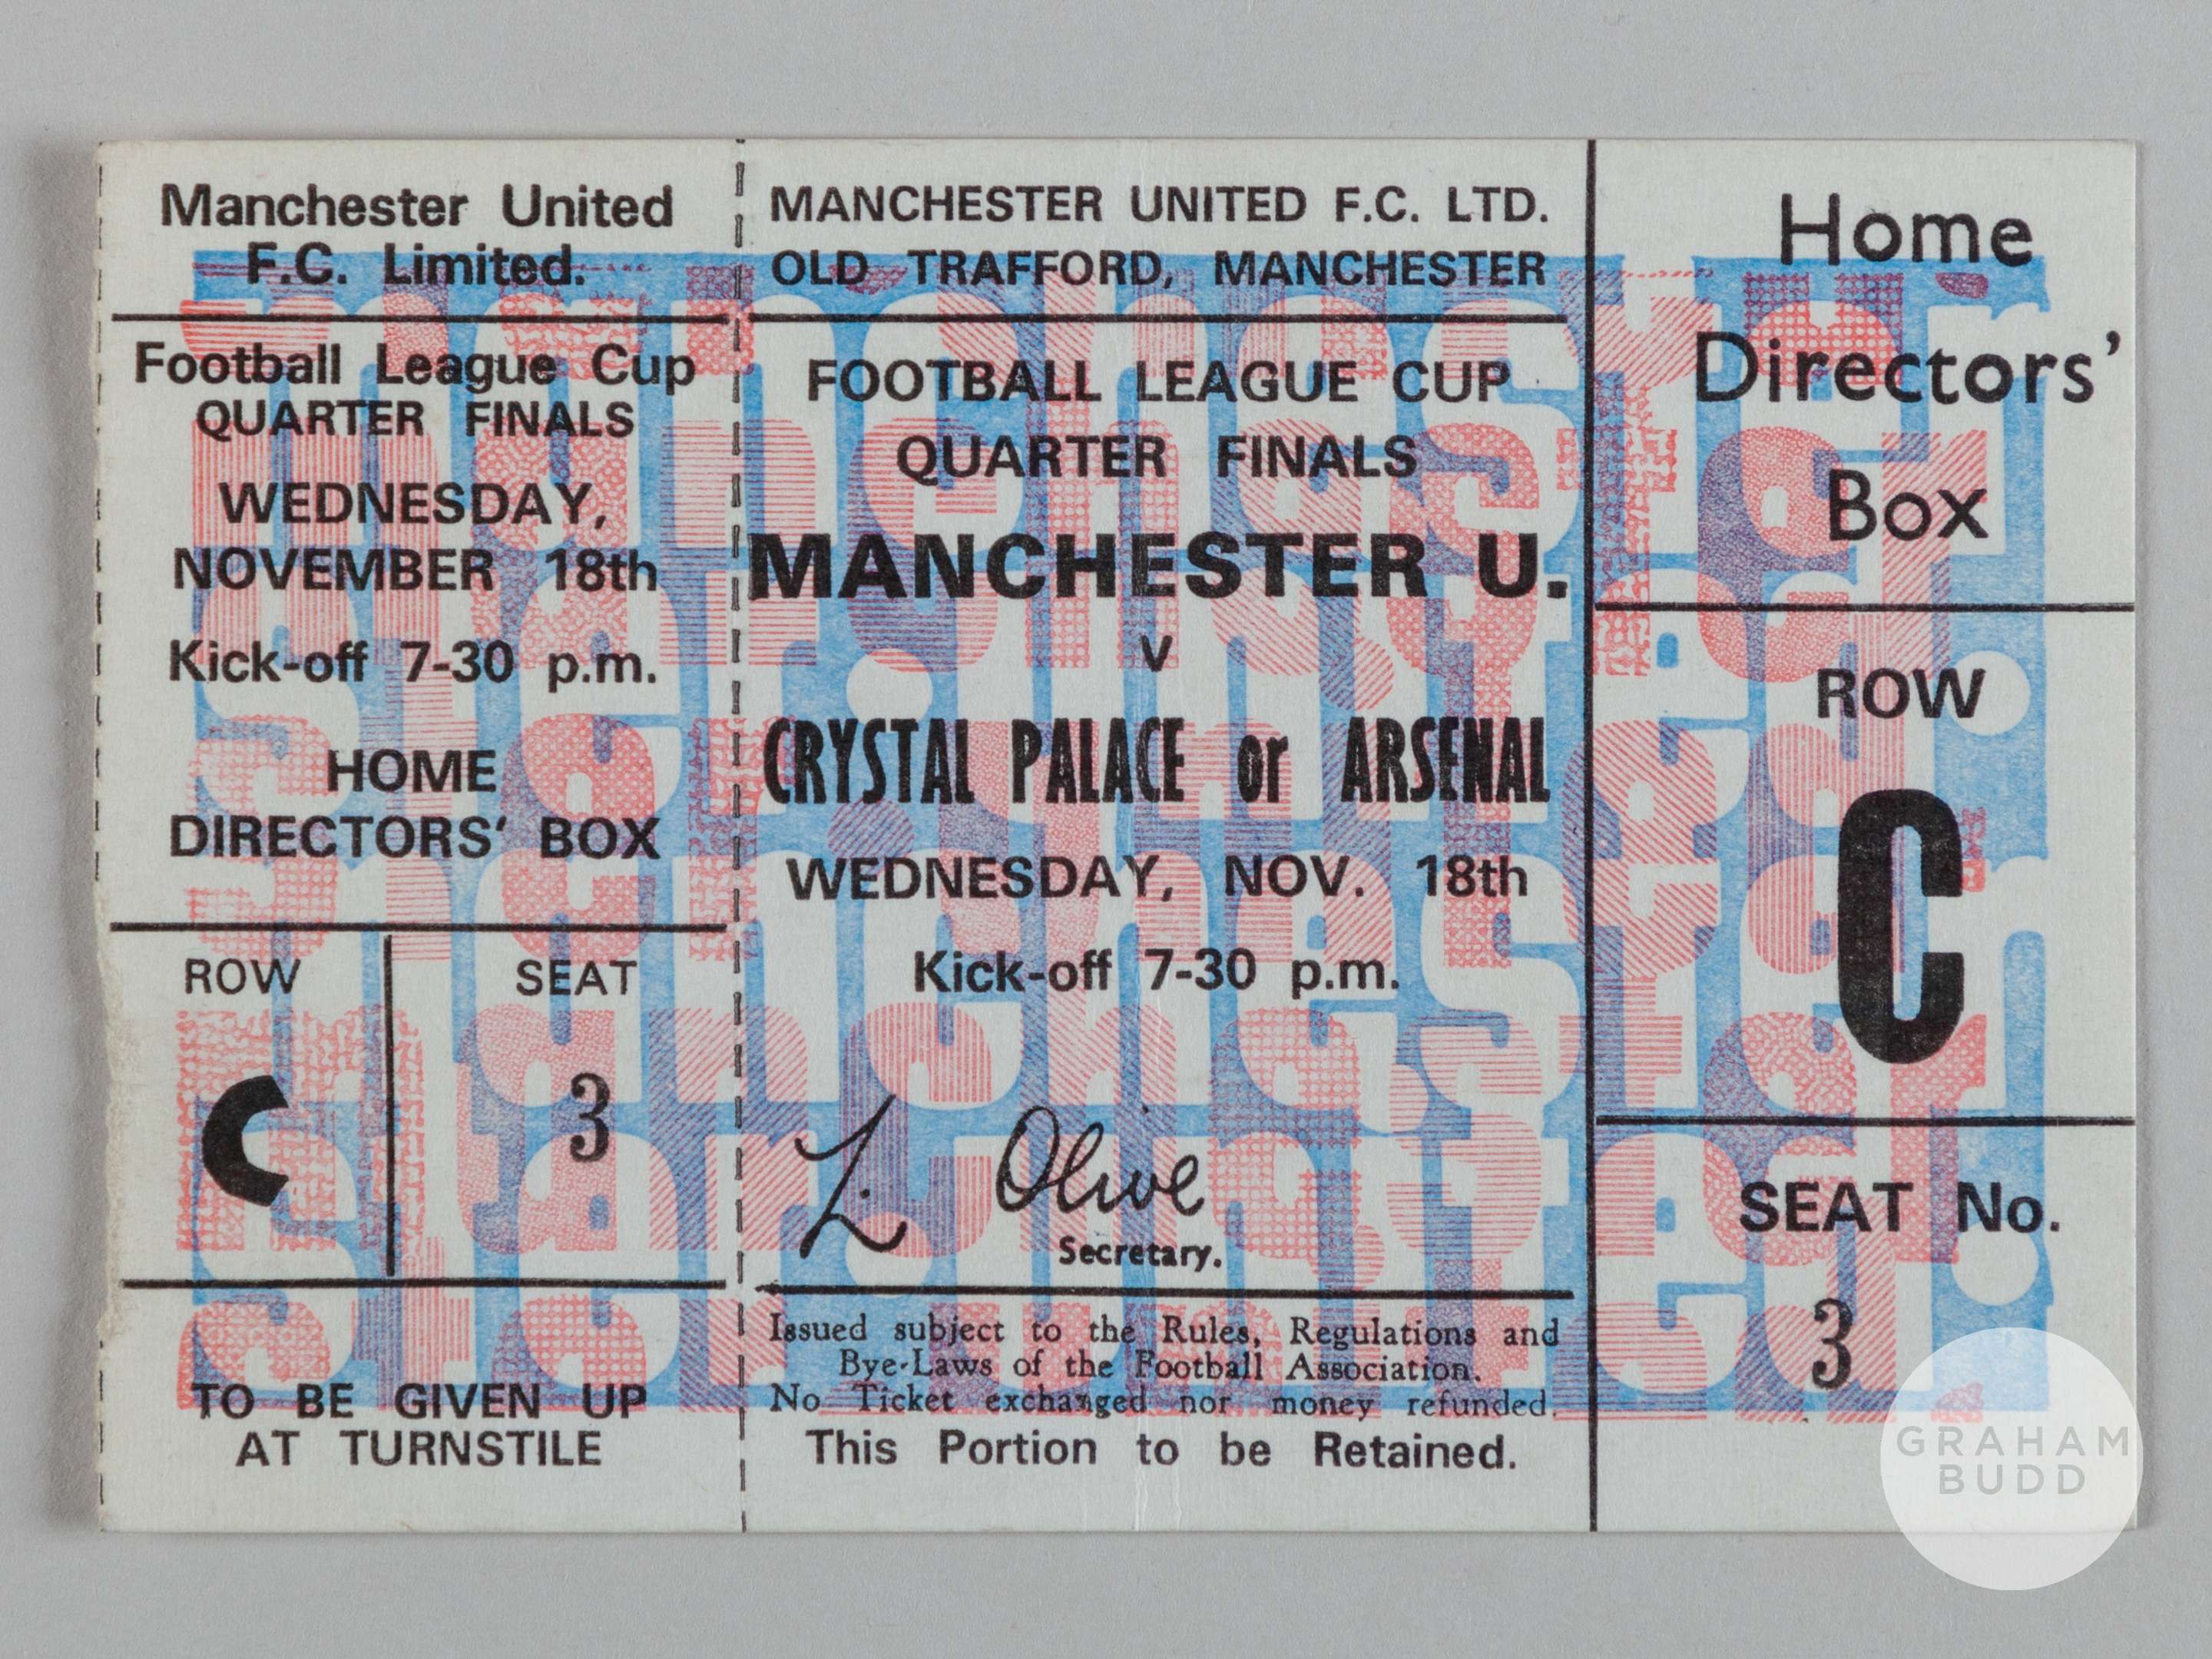 Manchester United
F.C. Limited.
Football League Cup
QUARTER FINALS
WEDNESDAY,
NOVEMBER 18th
Kick-off 7-30 p.m.
HOME
DIRECTORS' BOX
ROW SEAT
C 3
TO BE GIVEN UP
AT TURNSTILE
MANCHESTER UNITED F.C. LTD.
OLD TRAFFORD, MANCHESTER
FOOTBALL LEAGUE CUP
QUARTER FINALS
MANCHESTER U.
v
CRYSTAL PALACE or ARSENAL
WEDNESDAY, NOV. 18th
Kick-off 7-30 p.m.
L. Olive
Secretary.
Issued subject to the Rules, Regulations and
Bye-Laws of the Football Association.
No Ticket exchanged nor money refunded.
This Portion to be Retained.
Home
Directors'
Box
ROW
C
SEAT No.
3
GRAHAM
BUDD